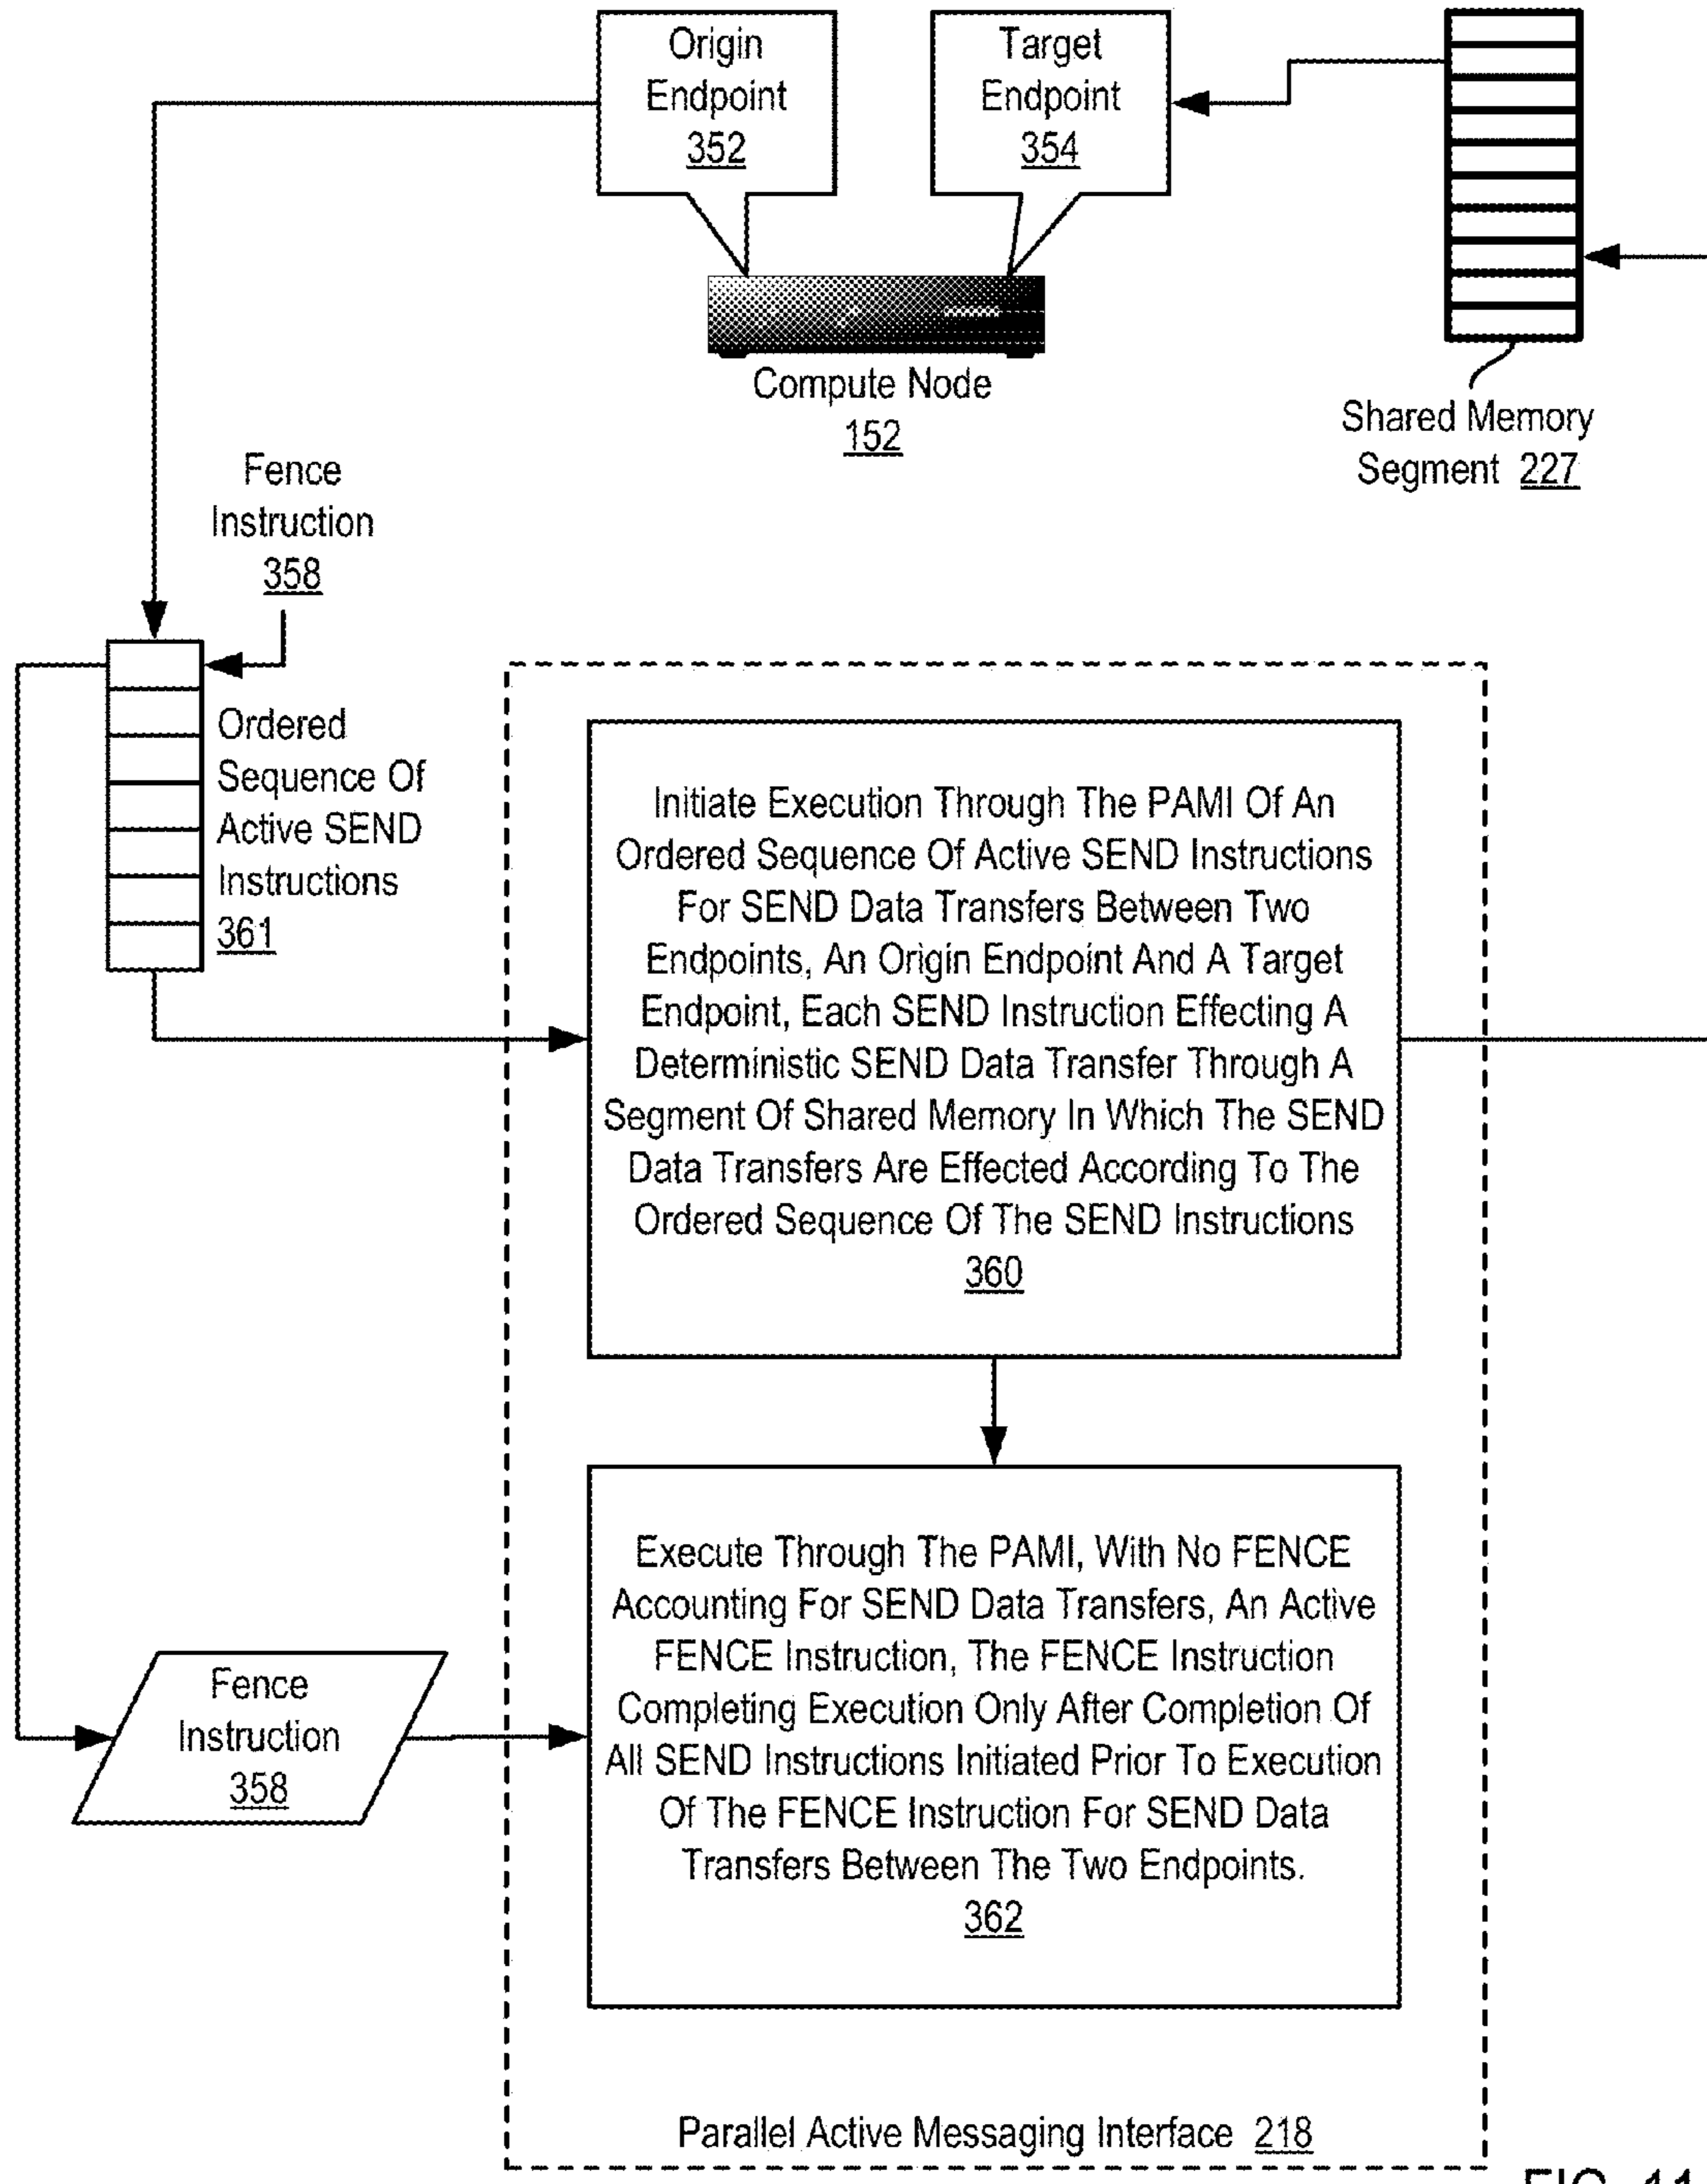 Origin
Endpoint
352
Target
Endpoint
354
Compute Node
152
Shared Memory
Segment 227
Fence
Instruction
358
Ordered
Sequence Of
Active SEND
Instructions
361
Initiate Execution Through The PAMI Of An
Ordered Sequence Of Active SEND Instructions
For SEND Data Transfers Between Two
Endpoints, An Origin Endpoint And A Target
Endpoint, Each SEND Instruction Effecting A
Deterministic SEND Data Transfer Through A
Segment Of Shared Memory In Which The SEND
Data Transfers Are Effected According To The
Ordered Sequence Of The SEND Instructions
360
Execute Through The PAMI, With No FENCE
Accounting For SEND Data Transfers, An Active
FENCE Instruction, The FENCE Instruction
Completing Execution Only After Completion Of
All SEND Instructions Initiated Prior To Execution
Of The FENCE Instruction For SEND Data
Transfers Between The Two Endpoints.
362
Fence
Instruction
358
Parallel Active Messaging Interface 218
FIG. 11